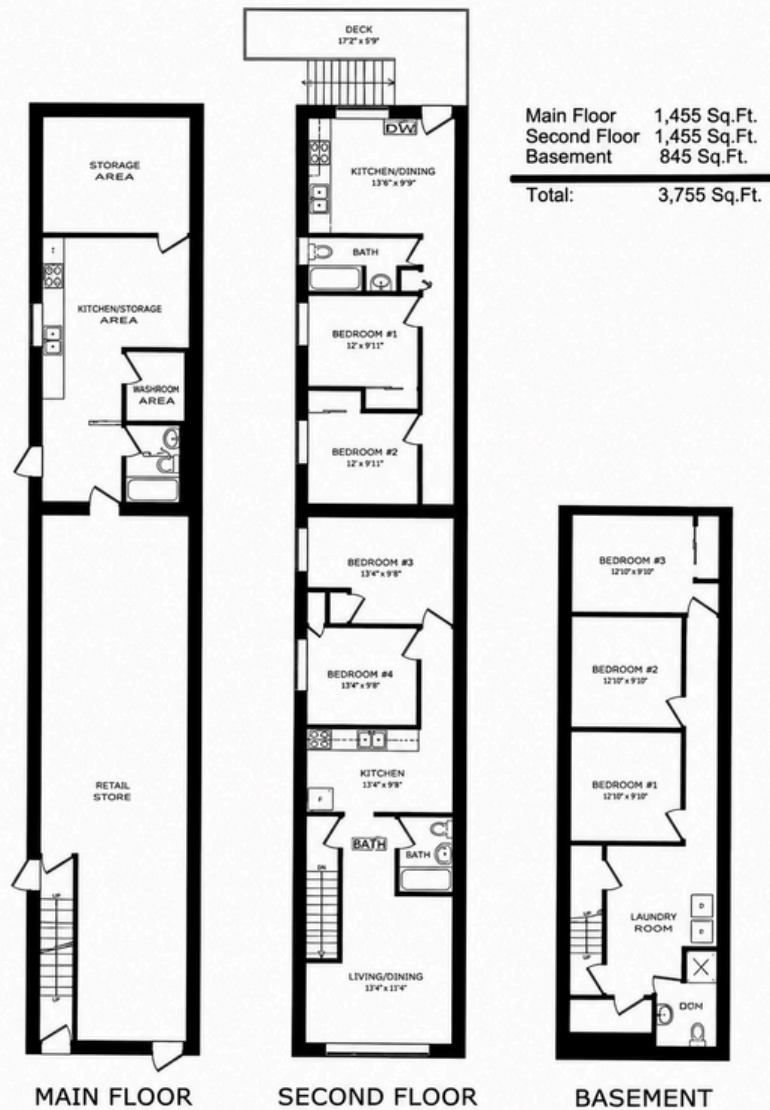 DECK
17'2" x 5'9"
Main Floor 1,455 Sq.Ft.
Second Floor 1,455 Sq.Ft.
Basement 845 Sq.Ft.
Total: 3,755 Sq.Ft.
STORAGE
AREA
KITCHEN/STORAGE
AREA
WASHROOM
AREA
RETAIL
STORE
UP
UP
MAIN FLOOR
DW
KITCHEN/DINING
13'6" x 9'9"
BATH
BEDROOM #1
12' x 9'11"
BEDROOM #2
12' x 9'11"
BEDROOM #3
13'4" x 9'8"
BEDROOM #4
13'4" x 9'8"
KITCHEN
13'4" x 9'8"
F
BATH
BATH
DN
LIVING/DINING
13'4" x 11'4"
SECOND FLOOR
BEDROOM #3
12'10" x 9'10"
BEDROOM #2
12'10" x 9'10"
BEDROOM #1
12'10" x 9'10"
LAUNDRY
ROOM
D
D
UP
UP
DOM
BASEMENT